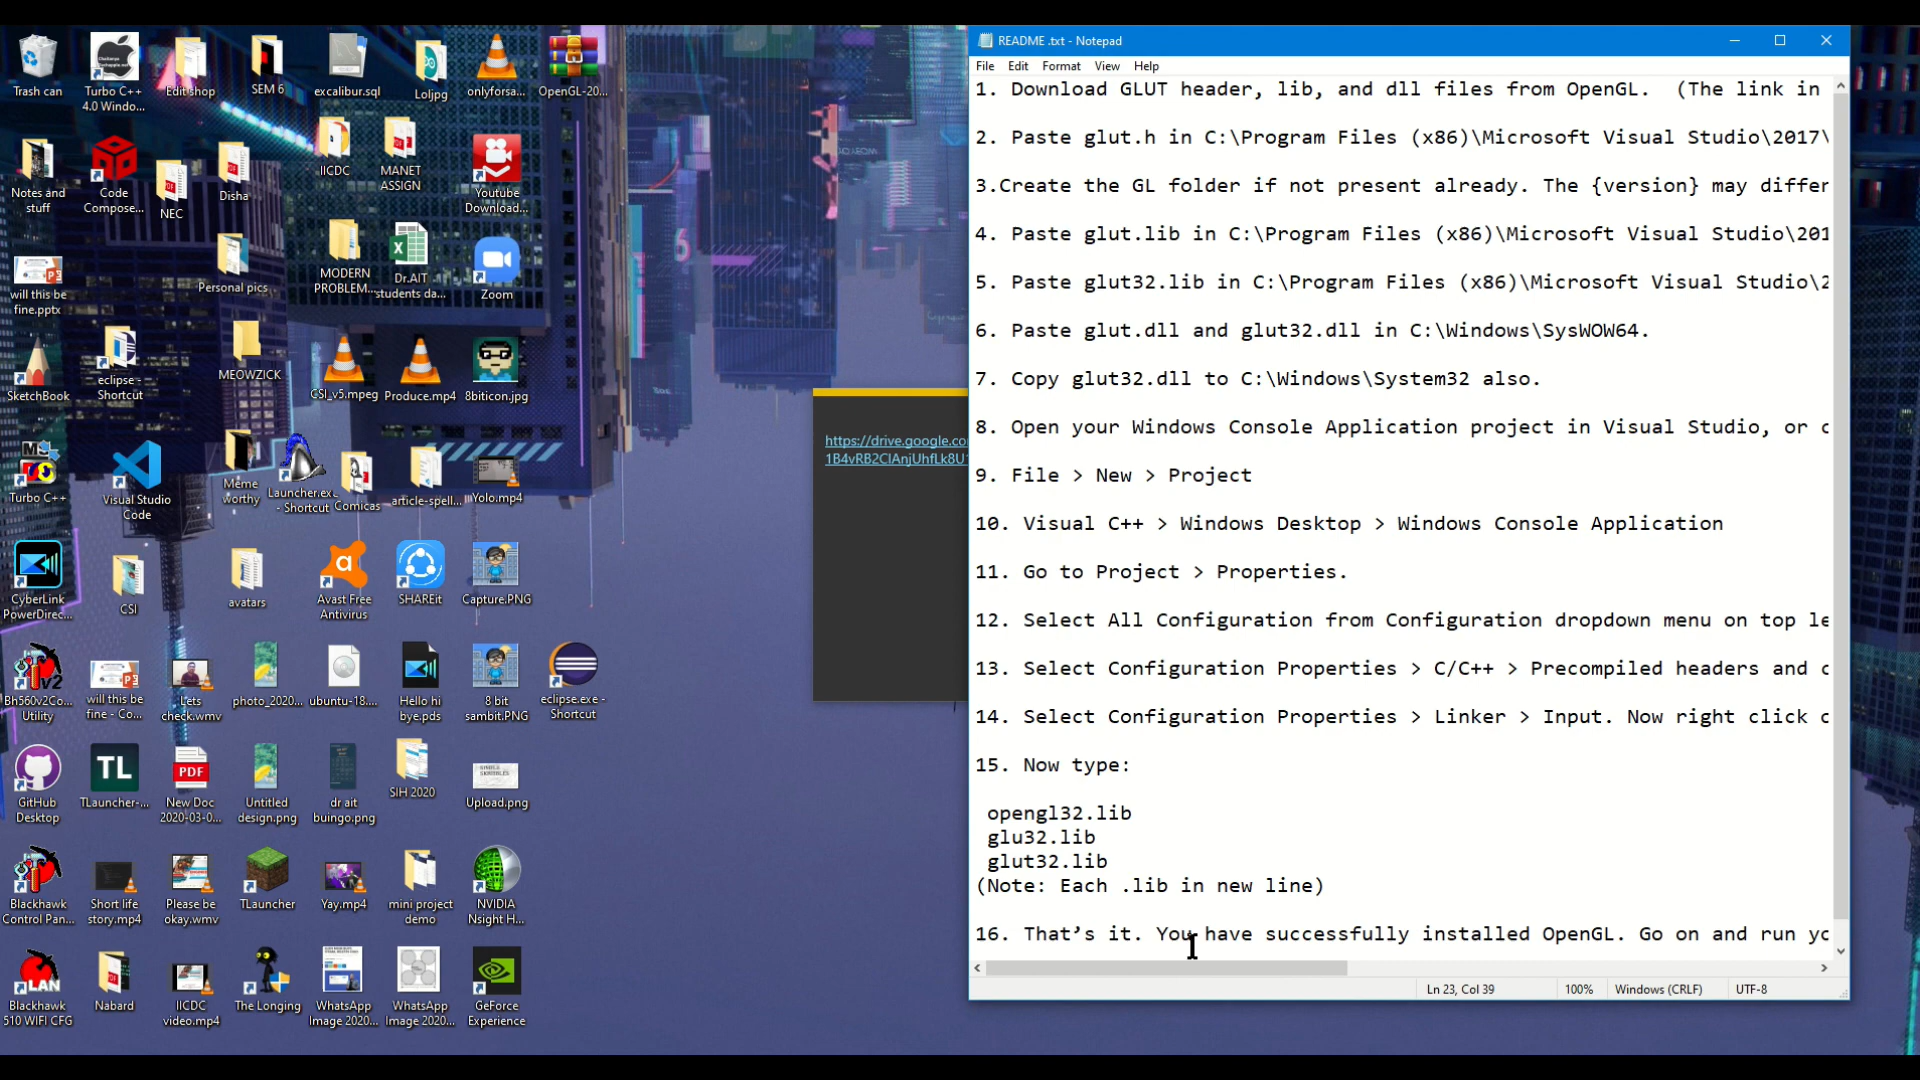 Trash can
Turbo C++
4.0 Windo...
Edit shop
SEM 6
excalibur.sql
Loljpg
onlyforsa...
OpenGL-20...
Notes and
stuff
Code
Compose...
NEC
Disha
IICDC
MANET
ASSIGN
Youtube
Download...
will this be
fine.pptx
Personal pics
MODERN
PROBLEM...
Dr.AIT
students da...
Zoom
SketchBook
eclipse -
Shortcut
MEOWZICK
CSI_v5.mpeg
Produce.mp4
8biticon.jpg
Turbo C++
Visual Studio
Code
Meme
worthy
Launcher.exe
- Shortcut
Comicas
article-spell...
Yolo.mp4
CyberLink
PowerDirec...
CSI
avatars
Avast Free
Antivirus
SHAREit
Capture.PNG
Bh560v2Co...
Utility
will this be
fine - Co...
Lets
check.wmv
photo_2020...
ubuntu-18....
Hello hi
bye.pds
8 bit
sambit.PNG
eclipse.exe -
Shortcut
GitHub
Desktop
TL
TLauncher-...
PDF
New Doc
2020-03-0...
Untitled
design.png
dr ait
buingo.png
SIH 2020
Upload.png
Blackhawk
Control Pan...
Short life
story.mp4
Please be
okay.wmv
TLauncher
Yay.mp4
mini project
demo
NVIDIA
Nsight H...
LAN
Blackhawk
510 WIFI CFG
Nabard
IICDC
video.mp4
The Longing
WhatsApp
Image 2020...
WhatsApp
Image 2020...
GeForce
Experience
https://drive.google.co
1B4vRB2ClAnjUhfLk8U
README .txt - Notepad
File Edit Format View Help
1. Download GLUT header, lib, and dll files from OpenGL.  (The link in
2. Paste glut.h in C:\Program Files (x86)\Microsoft Visual Studio\2017\
3.Create the GL folder if not present already. The {version} may differ
4. Paste glut.lib in C:\Program Files (x86)\Microsoft Visual Studio\201
5. Paste glut32.lib in C:\Program Files (x86)\Microsoft Visual Studio\2
6. Paste glut.dll and glut32.dll in C:\Windows\SysWOW64.
7. Copy glut32.dll to C:\Windows\System32 also.
8. Open your Windows Console Application project in Visual Studio, or c
9. File > New > Project
10. Visual C++ > Windows Desktop > Windows Console Application
11. Go to Project > Properties.
12. Select All Configuration from Configuration dropdown menu on top le
13. Select Configuration Properties > C/C++ > Precompiled headers and c
14. Select Configuration Properties > Linker > Input. Now right click c
15. Now type:
opengl32.lib
glu32.lib
glut32.lib
(Note: Each .lib in new line)
16. That’s it. You have successfully installed OpenGL. Go on and run yo
Ln 23, Col 39 100% Windows (CRLF) UTF-8